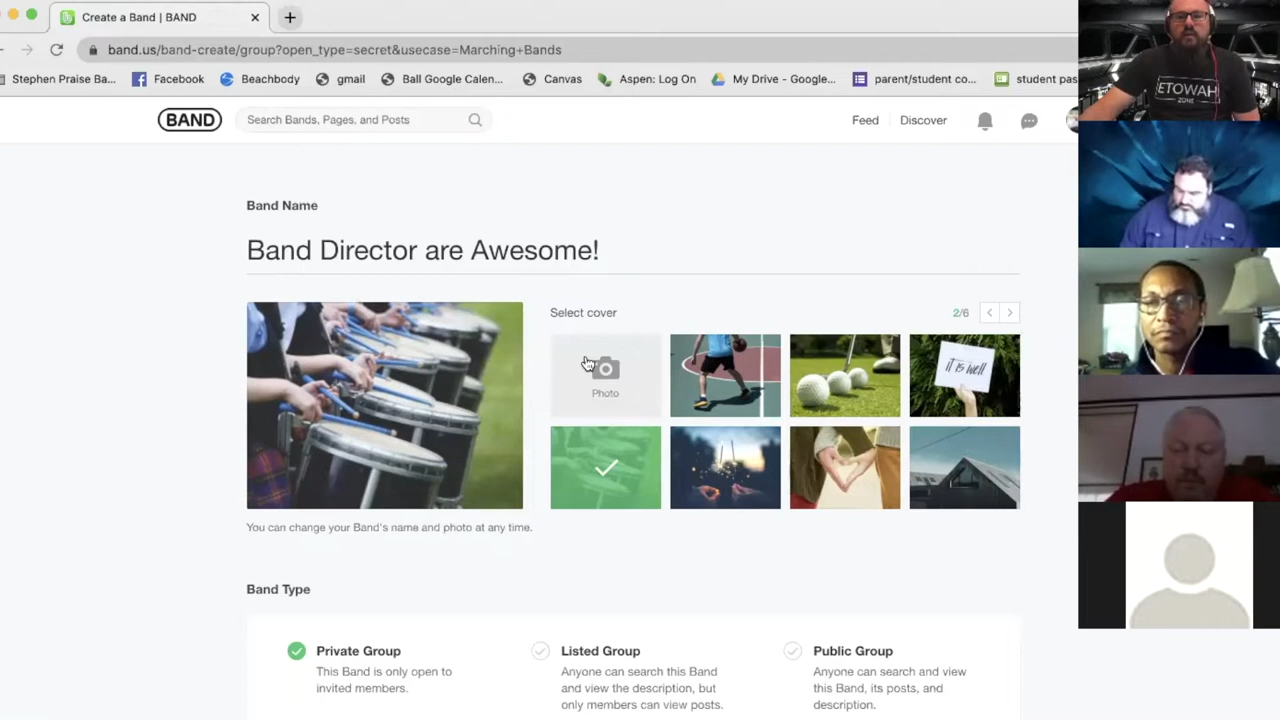 Create a Band | BAND
band.us/band-create/group?open_type=secret&usecase=Marching+Bands
Stephen Praise Ba... Facebook Beachbody gmail Ball Google Calen... Canvas Aspen: Log On My Drive - Google... parent/student co... student pas
BAND Search Bands, Pages, and Posts Feed Discover
Band Name
Band Director are Awesome!
Select cover 2/6
Photo
it is well
You can change your Band's name and photo at any time.
Band Type
Private Group Listed Group Public Group
This Band is only open to Anyone can search this Band Anyone can search and view
invited members. and view the description, but this Band, its posts, and
only members can view posts. description.
ETOWAH
ZONE